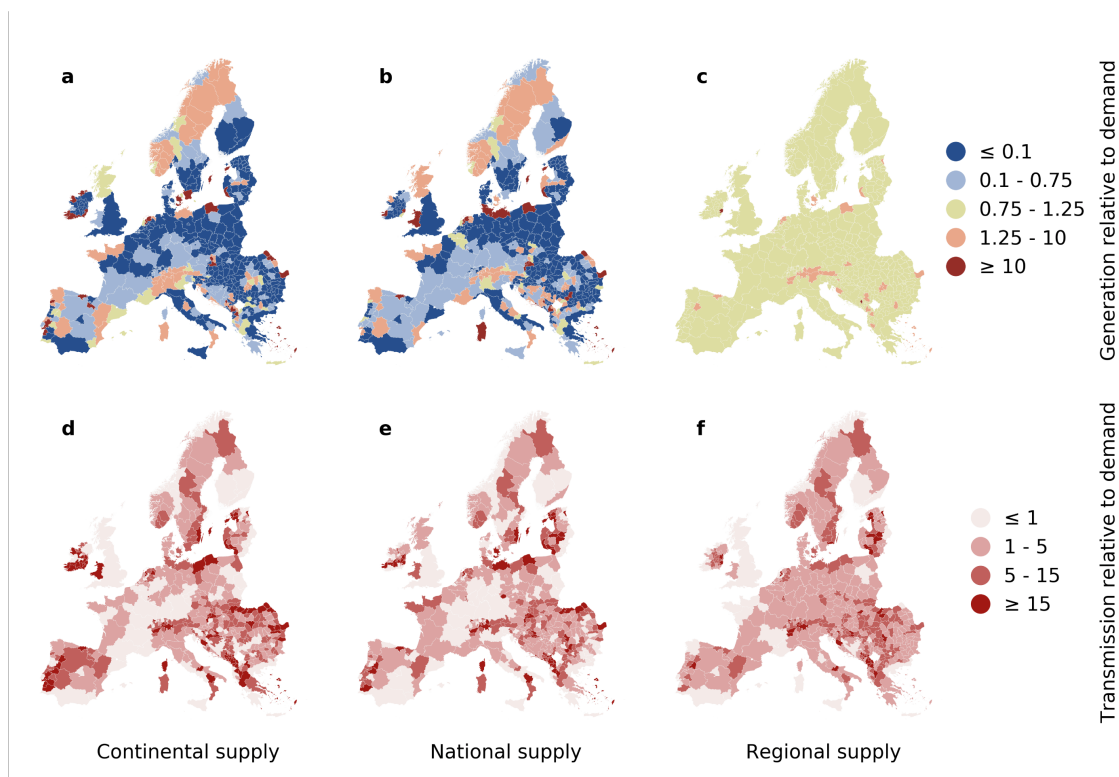 a
b
c
Generation relative to demand
≤ 0.1
0.1 - 0.75
0.75 - 1.25
1.25 - 10
≥ 10
d
e
f
Transmission relative to demand
≤ 1
1 - 5
5 - 15
≥ 15
Continental supply
National supply
Regional supply